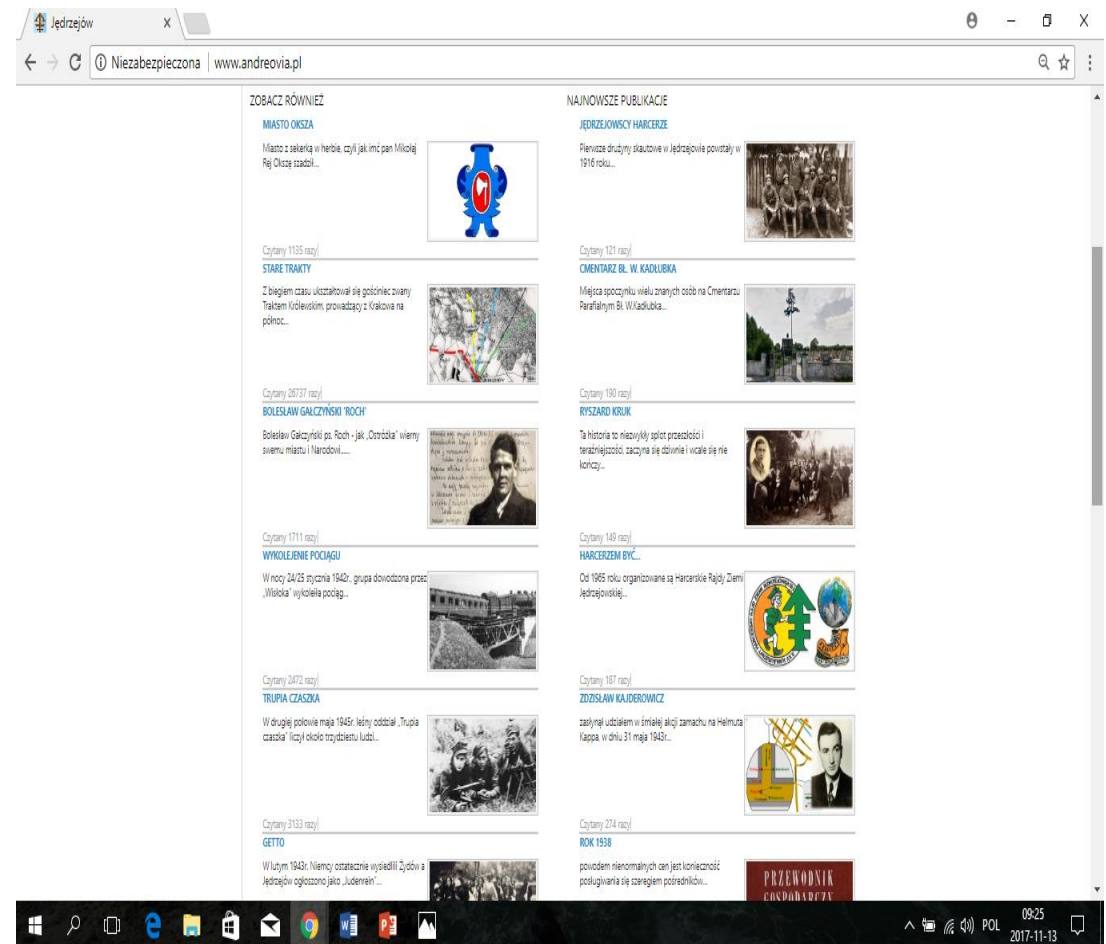 Jędrzejów
Niezabezpieczona | www.andreovia.pl
ZOBACZ RÓWNIEŻ
MIASTO OKSZA
Miasto z sekerką w herbie, czyli jak imć pan Mikołaj
Rej Okszę szadził...
Czytany 1135 razy|
STARE TRAKTY
Z biegiem czasu ukształtował się gościniec zwany
Traktem Królewskim, prowadzący z Krakowa na
północ...
Czytany 26737 razy|
BOLESŁAW GAŁCZYŃSKI 'ROCH'
Bolesław Gałczyński ps. Roch - jak „Ostróżka” wierny
swemu miastu i Narodowi......
Czytany 1711 razy|
WYKOLEJENIE POCIĄGU
W nocy 24/25 stycznia 1942r., grupa dowodzona przez
„Wisłoka” wykoleiła pociąg...
Czytany 2472 razy|
TRUPIA CZASZKA
W drugiej połowie maja 1945r. leśny oddział „Trupia
czaszka” liczył około trzydziestu ludzi...
Czytany 3133 razy|
GETTO
W lutym 1943r. Niemcy ostatecznie wysiedlili Żydów a
Jędrzejów ogłoszono jako „Judenrein”...
NAJNOWSZE PUBLIKACJE
JĘDRZEJOWSCY HARCERZE
Pierwsze drużyny skautowe w Jędrzejowie powstały w
1916 roku...
Czytany 121 razy|
CMENTARZ BŁ. W. KADŁUBKA
Miejsca spoczynku wielu znanych osób na Cmentarzu
Parafialnym Bł. W.Kadłubka...
Czytany 190 razy|
RYSZARD KRUK
Ta historia to niezwykły splot przeszłości i
teraźniejszości, zaczyna się dziwnie i wcale się nie
kończy...
Czytany 149 razy|
HARCERZEM BYĆ...
Od 1965 roku organizowane są Harcerskie Rajdy Ziemi
Jędrzejowskiej...
Czytany 187 razy|
ZDZISŁAW KAJDEROWICZ
zasłynął udziałem w śmiałej akcji zamachu na Helmuta
Kappa, w dniu 31 maja 1943r...
Czytany 274 razy|
ROK 1938
powodem nienormalnych cen jest konieczność
posługiwania się szeregiem pośredników...
PRZEWODNIK
GOSPODARCZY
POL
09:25
2017-11-13